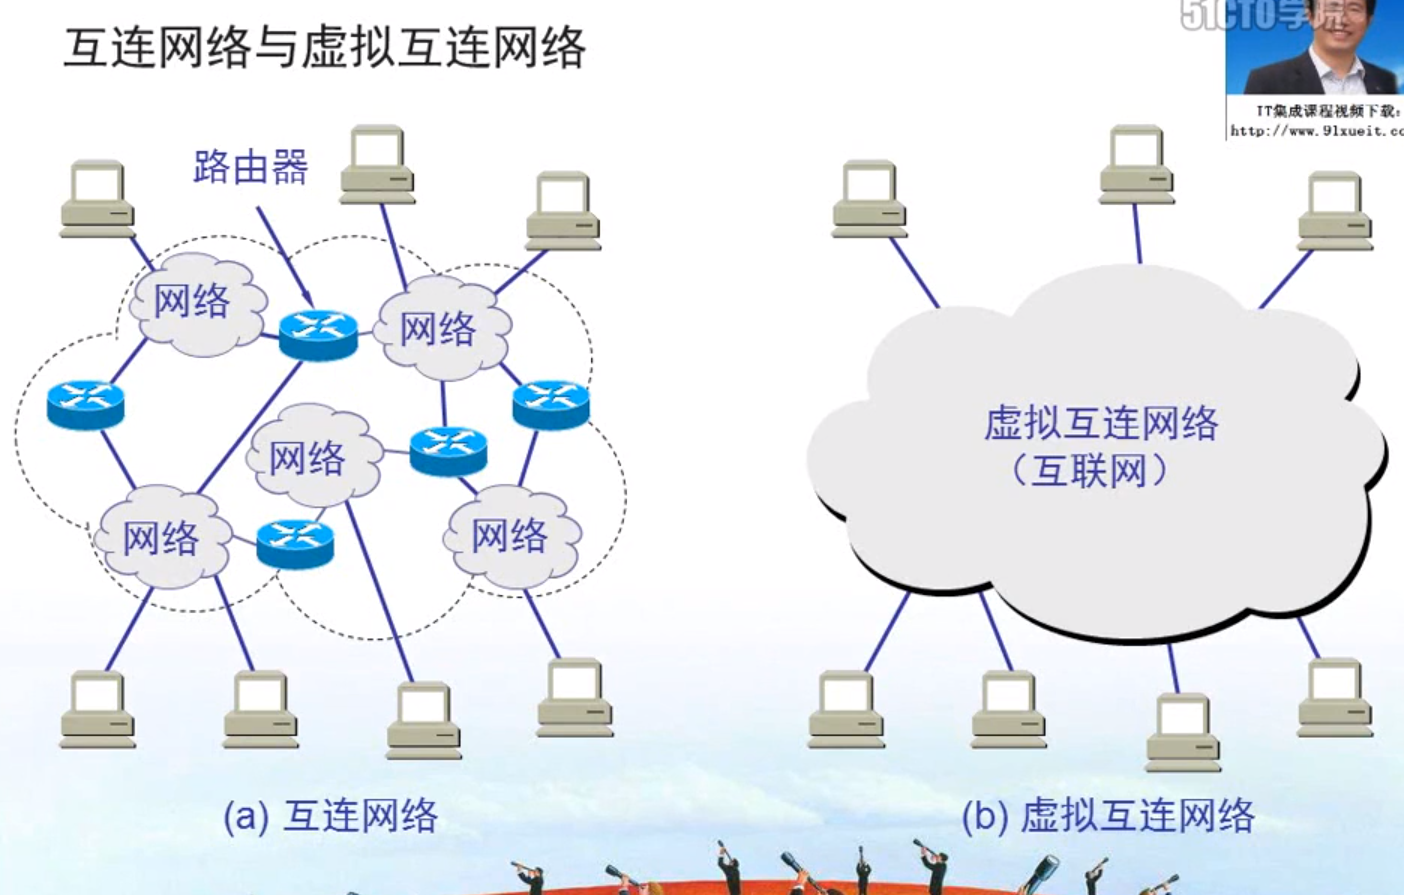 51CTO学院
互连网络与虚拟互连网络
IT集成课程视频下载:
http://www.91xueit.co
路由器
网络
网络
网络
网络
网络
虚拟互连网络
（互联网）
(a) 互连网络
(b) 虚拟互连网络